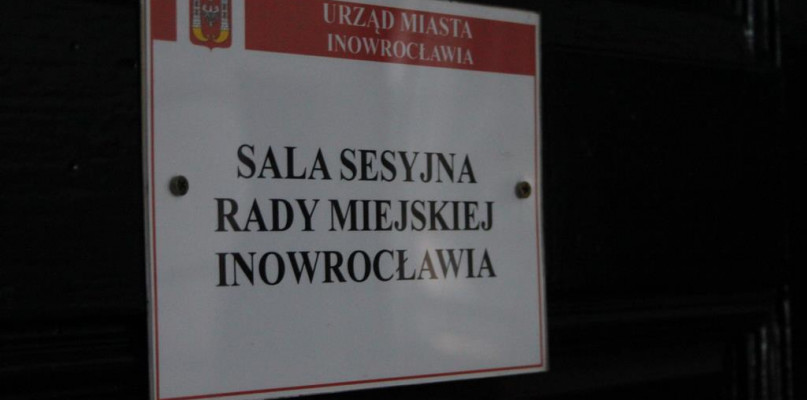 URZĄD MIASTA
INOWROCŁAWIA
SALA SESYJNA
RADY MIEJSKIEJ
INOWROCŁAWIA